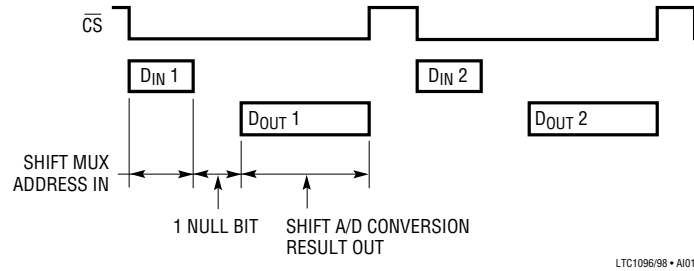 CS
DIN 1
DIN 2
DOUT 1
DOUT 2
SHIFT MUX
ADDRESS IN
1 NULL BIT
SHIFT A/D CONVERSION
RESULT OUT
LTC1096/98 • AI01